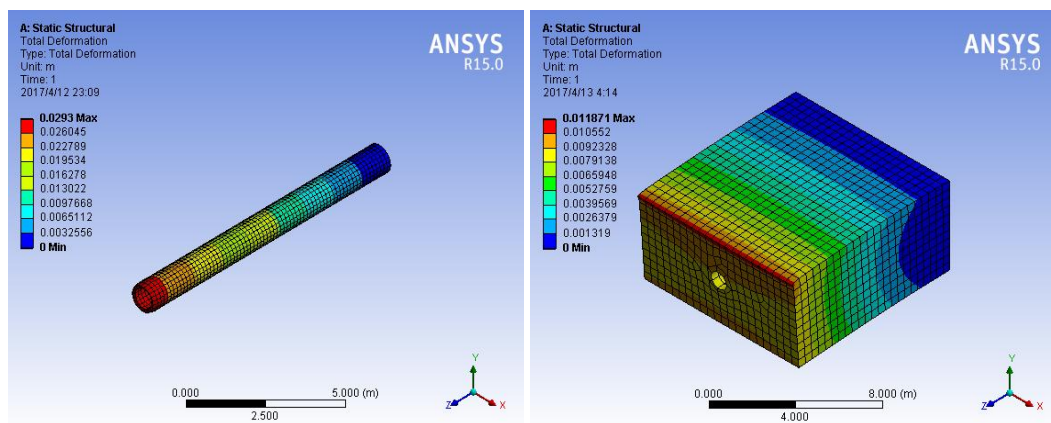 A: Static Structural
Total Deformation
Type: Total Deformation
Unit: m
Time: 1
2017/4/12 23:09
ANSYS
R15.0
0.0293 Max
0.026045
0.022789
0.019534
0.016278
0.013022
0.0097668
0.0065112
0.0032556
0 Min
0.000
5.000 (m)
2.500
Y
Z
X
A: Static Structural
Total Deformation
Type: Total Deformation
Unit: m
Time: 1
2017/4/13 4:14
ANSYS
R15.0
0.011871 Max
0.010552
0.0092328
0.0079138
0.0065948
0.0052759
0.0039569
0.0026379
0.001319
0 Min
0.000
8.000 (m)
4.000
Y
Z
X